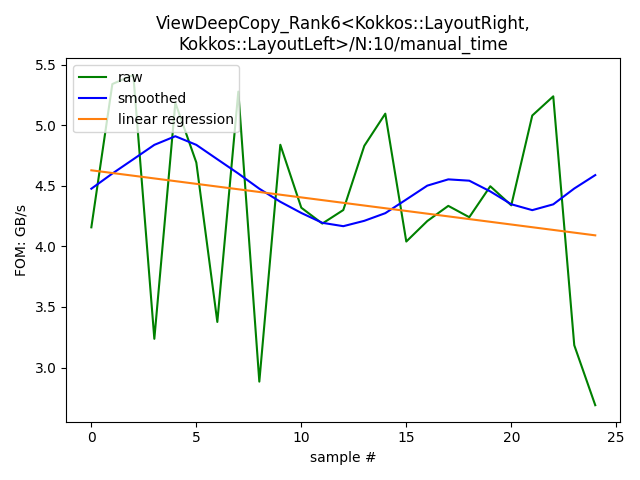 ViewDeepCopy_Rank6<Kokkos::LayoutRight,
Kokkos::LayoutLeft>/N:10/manual_time
raw
smoothed
linear regression
FOM: GB/s
5.5
5.0
4.5
4.0
3.5
3.0
0 5 10 15 20 25
sample #